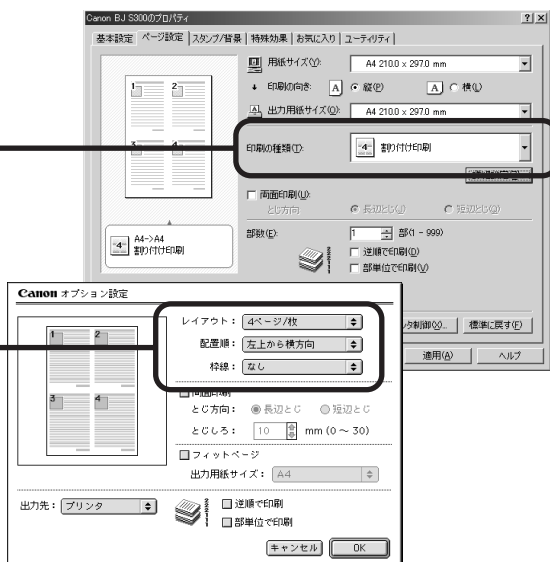 Canon BJ S300のプロパティ
基本設定 ページ設定 スタンプ/背景 特殊効果 お気に入り ユーティリティ
用紙サイズ(Y): A4 210.0 x 297.0 mm
印刷の向き: A 縦(P) A 横(L)
出力用紙サイズ(O): A4 210.0 x 297.0 mm
1 2
3 4
印刷の種類(T): 4 割り付け印刷
両面印刷(U):
とじ方向 長辺とじ(J) 短辺とじ(G)
4 A4->A4
割り付け印刷
部数(E): 1 部(1 - 999)
逆順で印刷(D)
部単位で印刷(V)
標準に戻す(F)
適用(A) ヘルプ
Canon オプション設定
1 2
3 4
レイアウト: 4ページ/枚
配置順: 左上から横方向
枠線: なし
両面印刷
とじ方向: 長辺とじ 短辺とじ
とじしろ: 10 mm (0 ~ 30)
フィットページ
出力用紙サイズ: A4
出力先: プリンタ
逆順で印刷
部単位で印刷
キャンセル OK